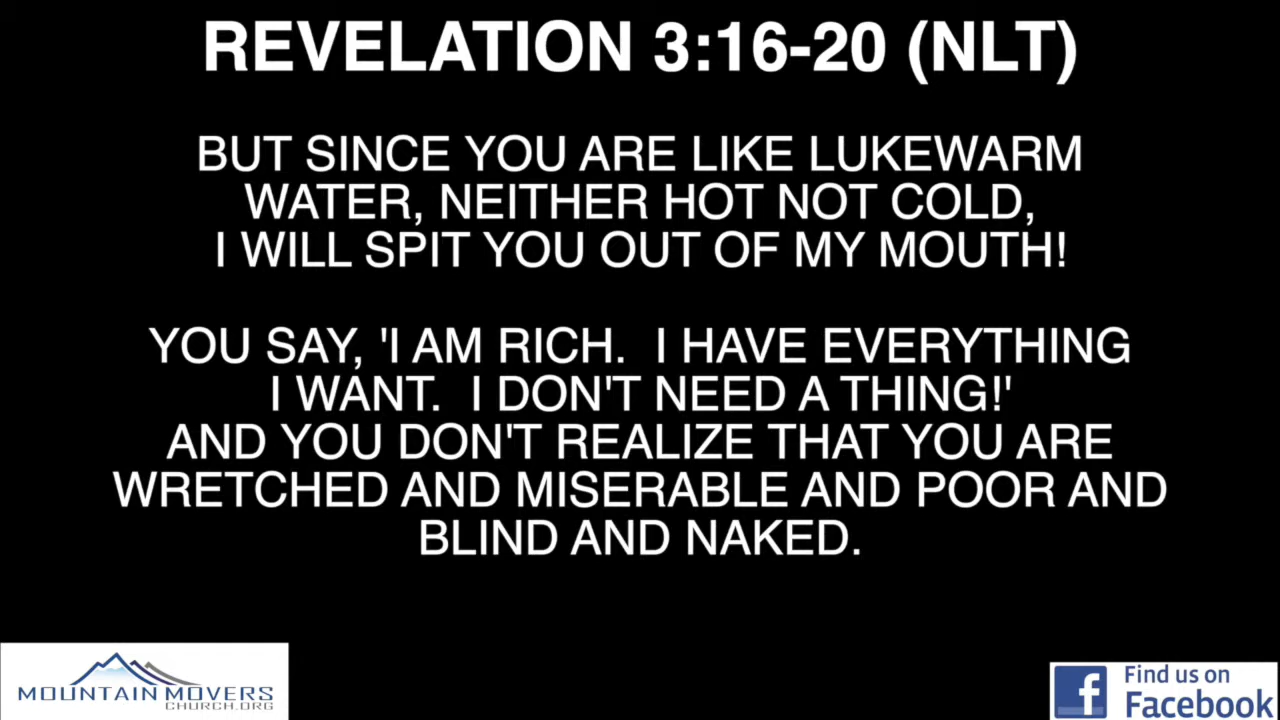 REVELATION 3:16-20 (NLT)
BUT SINCE YOU ARE LIKE LUKEWARM
WATER, NEITHER HOT NOT COLD,
I WILL SPIT YOU OUT OF MY MOUTH!
YOU SAY, 'I AM RICH.  I HAVE EVERYTHING
I WANT.  I DON'T NEED A THING!'
AND YOU DON'T REALIZE THAT YOU ARE
WRETCHED AND MISERABLE AND POOR AND
BLIND AND NAKED.
MOUNTAIN MOVERS
CHURCH.ORG
Find us on
Facebook